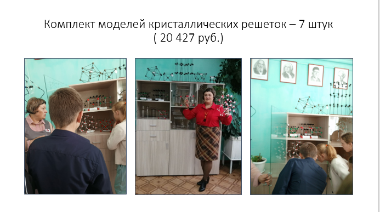 Комплект моделей кристаллических решеток – 7 штук
( 20 427 руб.)